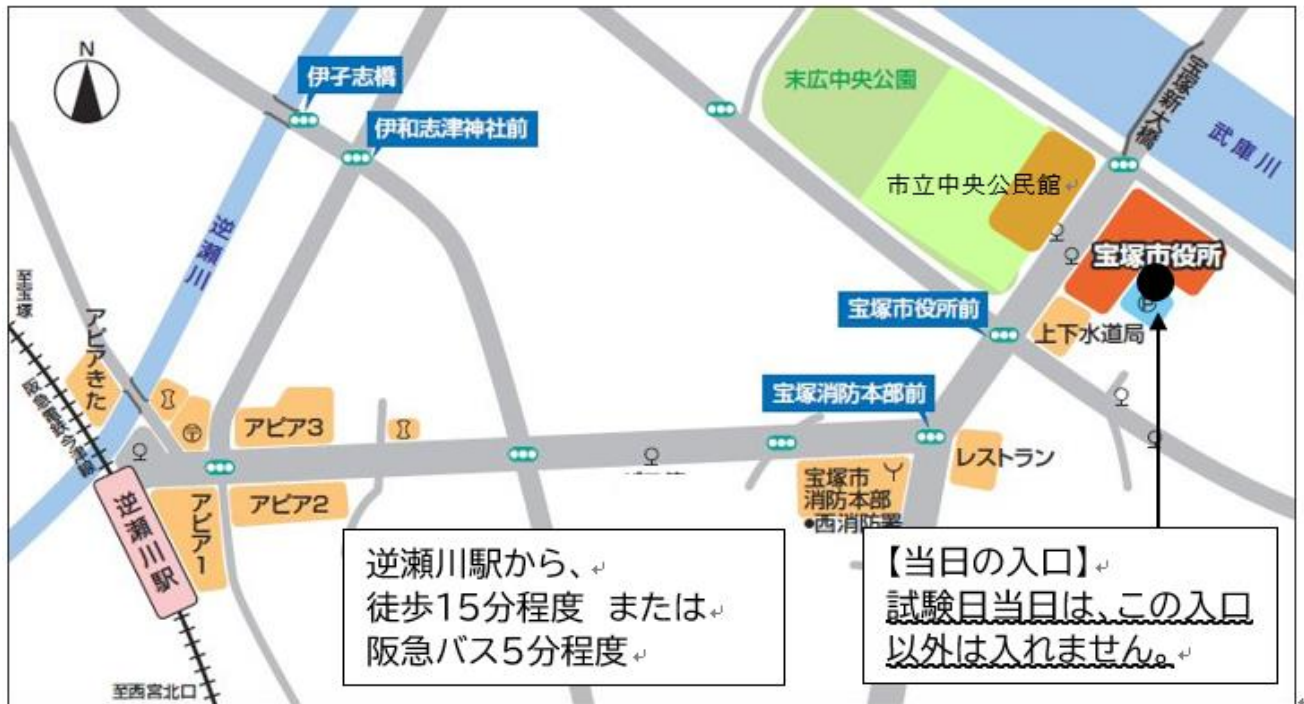 N
伊子志橋
伊和志津神社前
末広中央公園
宝塚新大橋
武庫川
市立中央公民館
逆瀬川
宝塚市役所
P
至宝塚
アピアきた
宝塚市役所前
上下水道局
阪急電鉄今津線
宝塚消防本部前
アピア3
レストラン
宝塚市
消防本部
●西消防署
アピア2
アピア1
逆瀬川駅
逆瀬川駅から、
徒歩15分程度 または
阪急バス5分程度
【当日の入口】
試験日当日は、この入口
以外は入れません。
至西宮北口